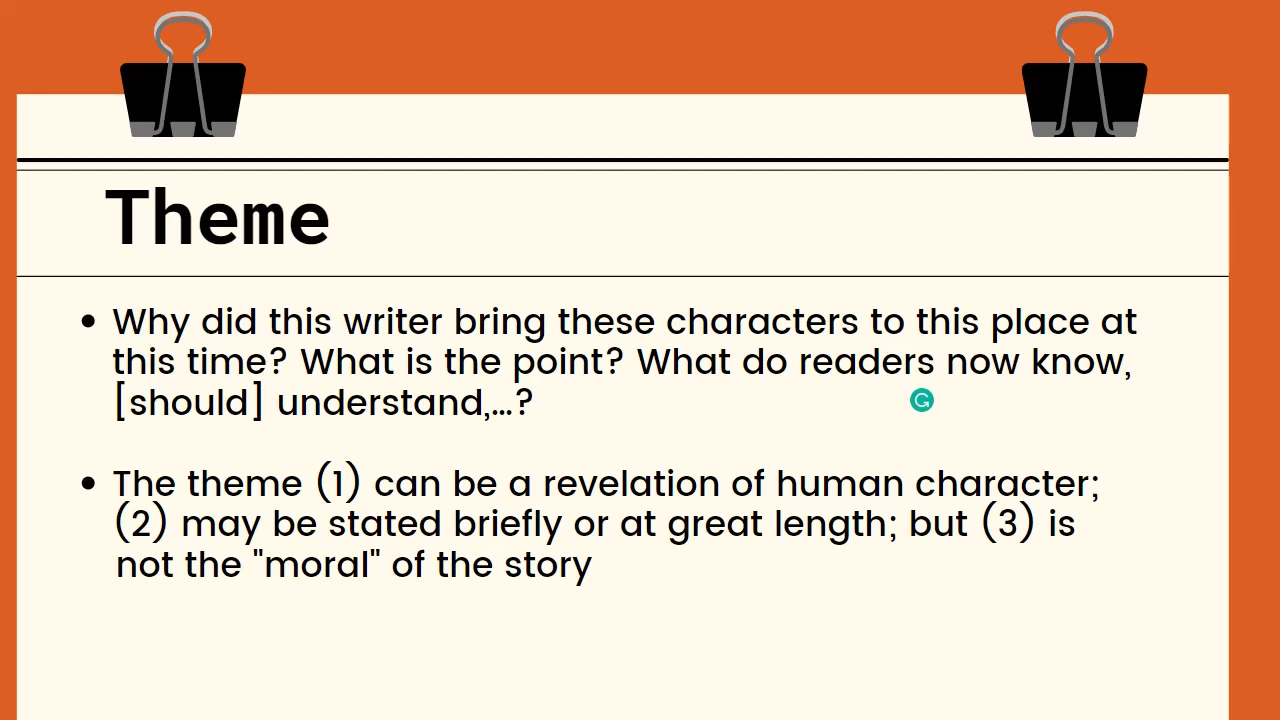 Theme
• Why did this writer bring these characters to this place at
this time? What is the point? What do readers now know,
[should] understand,...?
• The theme (1) can be a revelation of human character;
(2) may be stated briefly or at great length; but (3) is
not the "moral" of the story